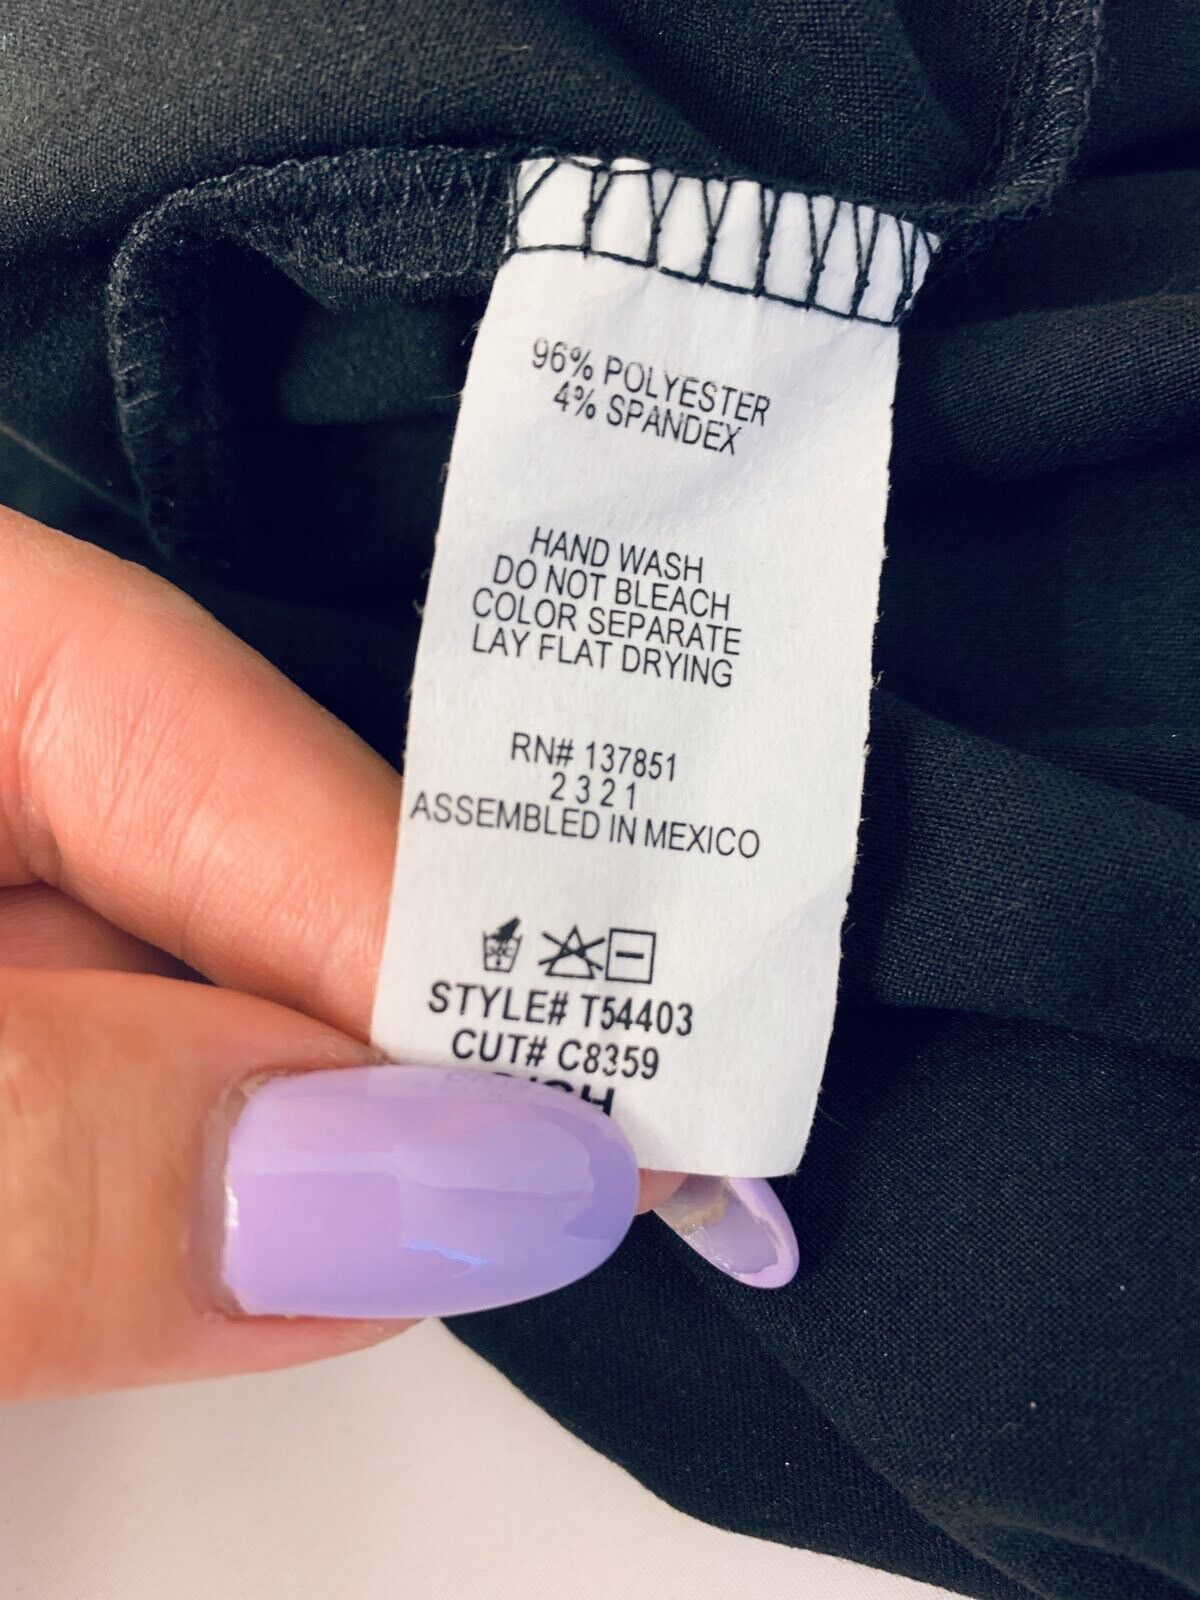 96% POLYESTER
4% SPANDEX
HAND WASH
DO NOT BLEACH
COLOR SEPARATE
LAY FLAT DRYING
RN# 137851
2 3 2 1
ASSEMBLED IN MEXICO
STYLE# T54403
CUT# C8359